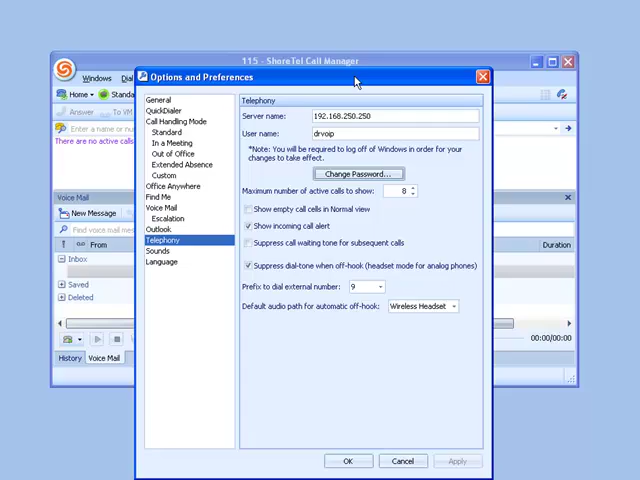 115 - ShoreTel Call Manager
Windows
Options and Preferences
Home
Answer
To VM
Enter a name or
There are no active calls
Voice Mail
New Message
Find voice mail
From
Duration
Inbox
Saved
Deleted
00:00/00:00
History
Voice Mail
General
QuickDialer
Call Handling Mode
Standard
In a Meeting
Out of Office
Extended Absence
Custom
Office Anywhere
Find Me
Voice Mail
Escalation
Outlook
Telephony
Sounds
Language
Telephony
Server name: 192.168.250.250
User name: drvoip
*Note: You will be required to log off of Windows in order for your
changes to take effect.
Change Password...
Maximum number of active calls to show: 8
Show empty call cells in Normal view
Show incoming call alert
Suppress call waiting tone for subsequent calls
Suppress dial-tone when off-hook (headset mode for analog phones)
Prefix to dial external number: 9
Default audio path for automatic off-hook: Wireless Headset
OK
Cancel
Apply